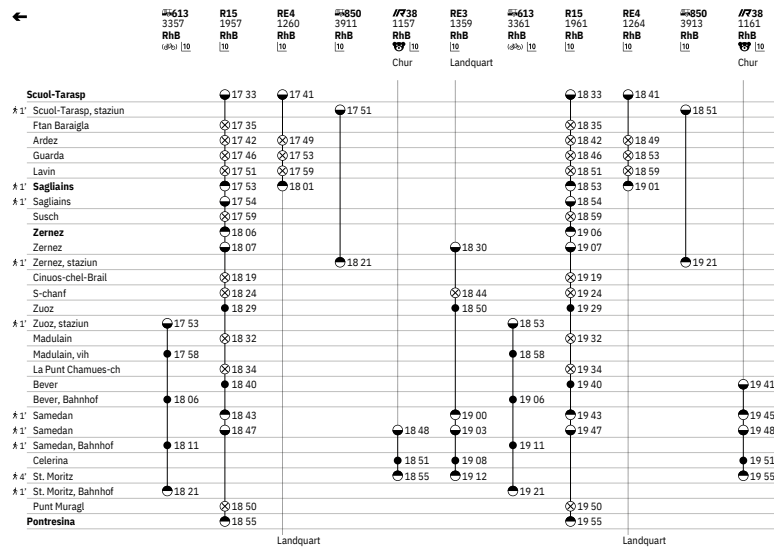 613 R15 RE4 850 38 RE3 613 R15 RE4 850 38
3357 1957 1260 3911 1157 1359 3361 1961 1264 3913 1161
RhB RhB RhB RhB RhB RhB RhB RhB RhB RhB RhB
10 10 10 10 10 10 10 10 10 10 10
Chur Landquart Chur
Scuol-Tarasp 17 33 17 41 18 33 18 41
1' Scuol-Tarasp, staziun 17 51 18 51
Ftan Baraigla 17 35 18 35
Ardez 17 42 17 49 18 42 18 49
Guarda 17 46 17 53 18 46 18 53
Lavin 17 51 17 59 18 51 18 59
1' Sagliains 17 53 18 01 18 53 19 01
1' Sagliains 17 54 18 54
Susch 17 59 18 59
Zernez 18 06 19 06
Zernez 18 07 18 30 19 07
1' Zernez, staziun 18 21 19 21
Cinuos-chel-Brail 18 19 19 19
S-chanf 18 24 18 44 19 24
Zuoz 18 29 18 50 19 29
1' Zuoz, staziun 17 53 18 53
Madulain 18 32 19 32
Madulain, vih 17 58 18 58
La Punt Chamues-ch 18 34 19 34
Bever 18 40 19 40 19 41
Bever, Bahnhof 18 06 19 06
1' Samedan 18 43 19 00 19 43 19 45
1' Samedan 18 47 18 48 19 03 19 47 19 48
1' Samedan, Bahnhof 18 11 19 11
Celerina 18 51 19 08 19 51
4' St. Moritz 18 55 19 12 19 55
1' St. Moritz, Bahnhof 18 21 19 21
Punt Muragl 18 50 19 50
Pontresina 18 55 19 55
Landquart Landquart